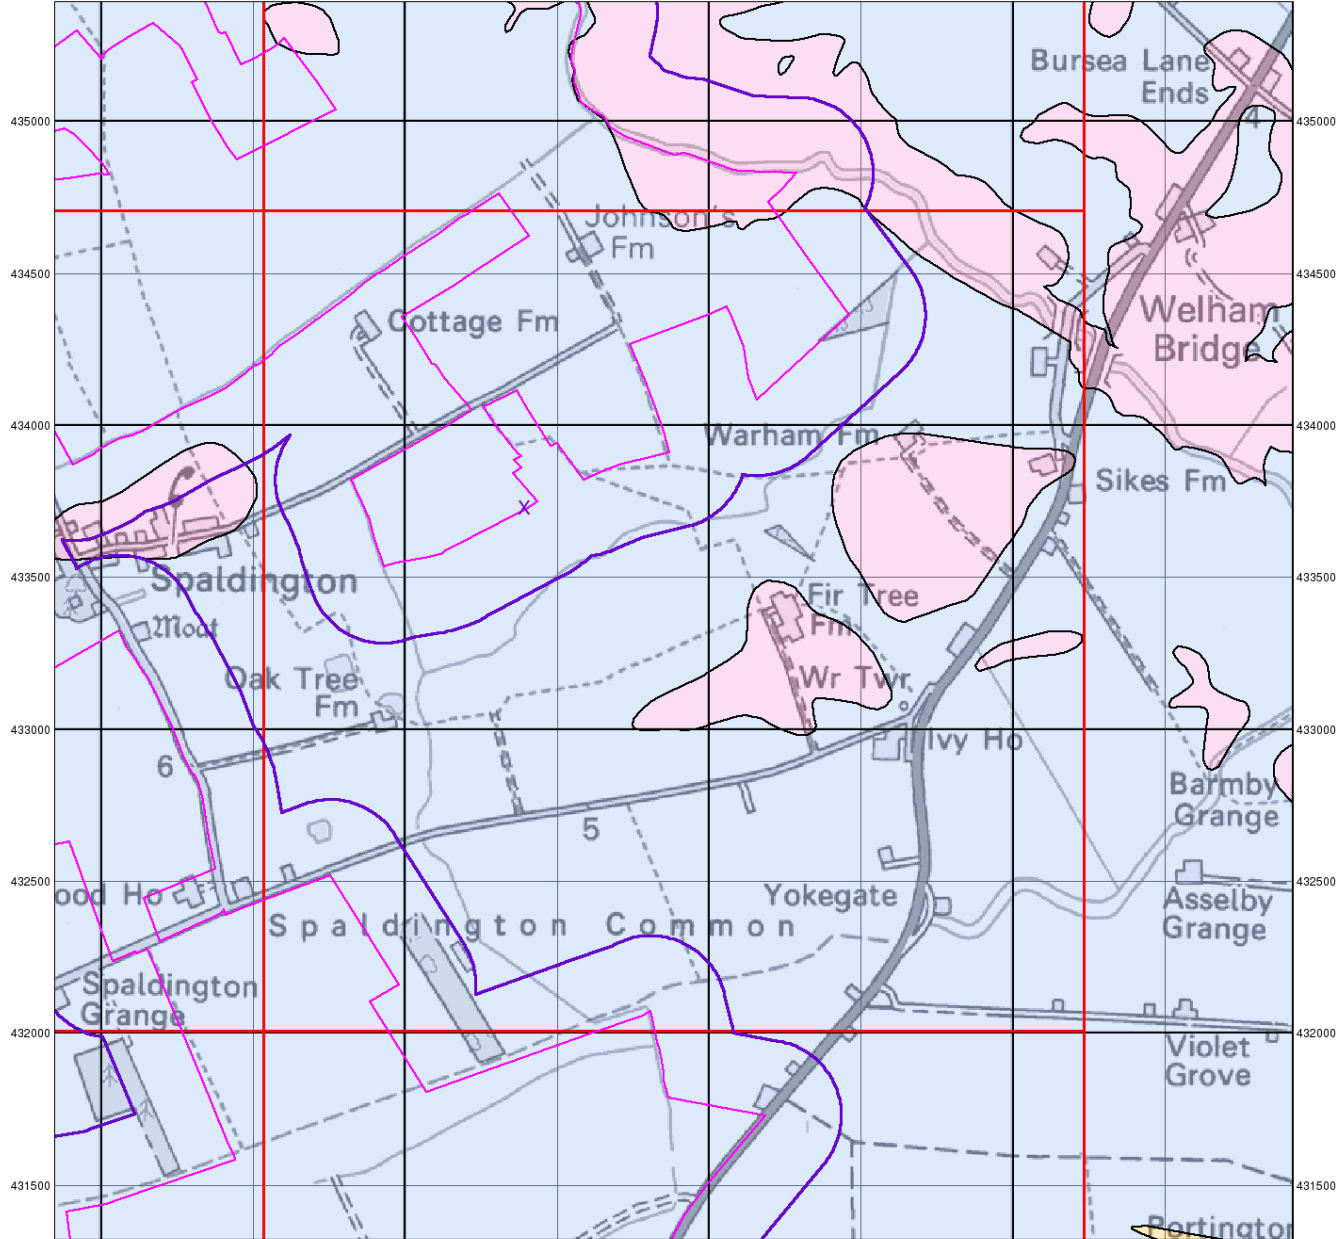 Bursea Lane
Ends
4
435000
435000
Johnson's
Fm
434500
434500
Cottage Fm
Welham
Bridge
434000
434000
Warham Fm
Sikes Fm
433500
433500
Spaldington
Fir Tree
Fm
Moat
Oak Tree
Fm
Wr Twr
433000
433000
Ivy Ho
6
Barmby
Grange
5
432500
432500
ood Ho
Yokegate
Asselby
Grange
Spaldington Common
Spaldington
Grange
432000
432000
Violet
Grove
431500
431500
Portington